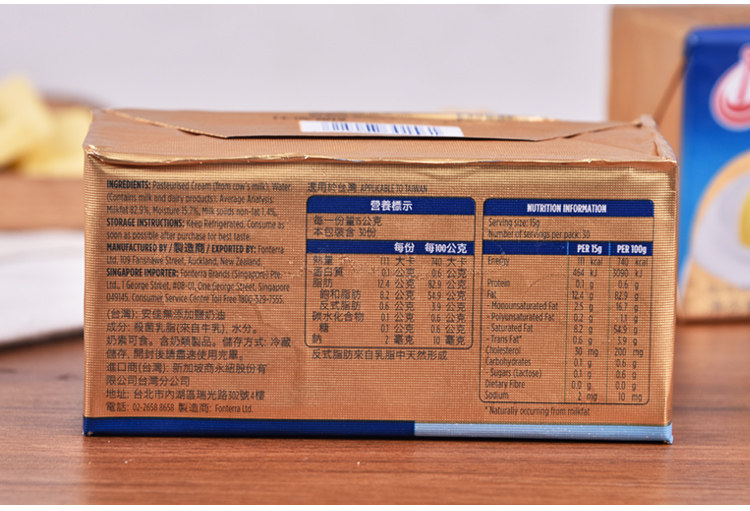 INGREDIENTS: Pasteurised Cream (from cow's milk), Water
(Contains milk and dairy products). Average Analysis:
Milkfat 82.9%, Moisture 15.7%, Milk solids non-fat 1.4%.
STORAGE INSTRUCTIONS: Keep Refrigerated. Consume as
soon as possible after purchase for best taste.
MANUFACTURED BY / 製造商 / EXPORTED BY: Fonterra
Ltd, 109 Fanshawe Street, Auckland, New Zealand.
SINGAPORE IMPORTER: Fonterra Brands (Singapore) Pte.
Ltd., 1 George Street, #08-01, One George Street, Singapore
049145. Consumer Service Centre Toll Free 1800-329-7555.
(台灣): 安佳無添加鹽奶油
成分: 殺菌乳脂(來自牛乳), 水分。
奶素可食。含奶類製品。儲存方式: 冷藏
儲存, 開封後請盡速使用完畢。
進口商(台灣): 新加坡商永紐股份有
限公司台灣分公司
地址: 台北市內湖區瑞光路302號4樓
電話: 02-2658 8658 製造商: Fonterra Ltd.
適用於台灣 APPLICABLE TO TAIWAN
營養標示
每一份量15公克
本包裝含 30份
每份 每100公克
熱量 111 大卡 740 大卡
蛋白質 0.1 公克 0.6 公克
脂肪 12.4 公克 82.9 公克
飽和脂肪 8.2 公克 54.9 公克
反式脂肪 0.6 公克 3.9 公克
碳水化合物 0.1 公克 0.6 公克
糖 0.1 公克 0.6 公克
鈉 2 毫克 10 毫克
反式脂肪來自乳脂中天然形成
NUTRITION INFORMATION
Serving size: 15g
Number of servings per pack: 30
PER 15g PER 100g
Energy 111 kcal 740 kcal
464 kJ 3090 kJ
Protein 0.1 g 0.6 g
Fat 12.4 g 82.9 g
- Monounsaturated Fat 2.5 g 16.7 g
- Polyunsaturated Fat 0.2 g 1.3 g
- Saturated Fat 8.2 g 54.9 g
- Trans Fat* 0.6 g 3.9 g
Cholesterol 30 mg 200 mg
Carbohydrates 0.1 g 0.6 g
- Sugars (Lactose) 0.1 g 0.6 g
Dietary Fibre 0.0 g 0.0 g
Sodium 2 mg 10 mg
* Naturally occurring from milkfat